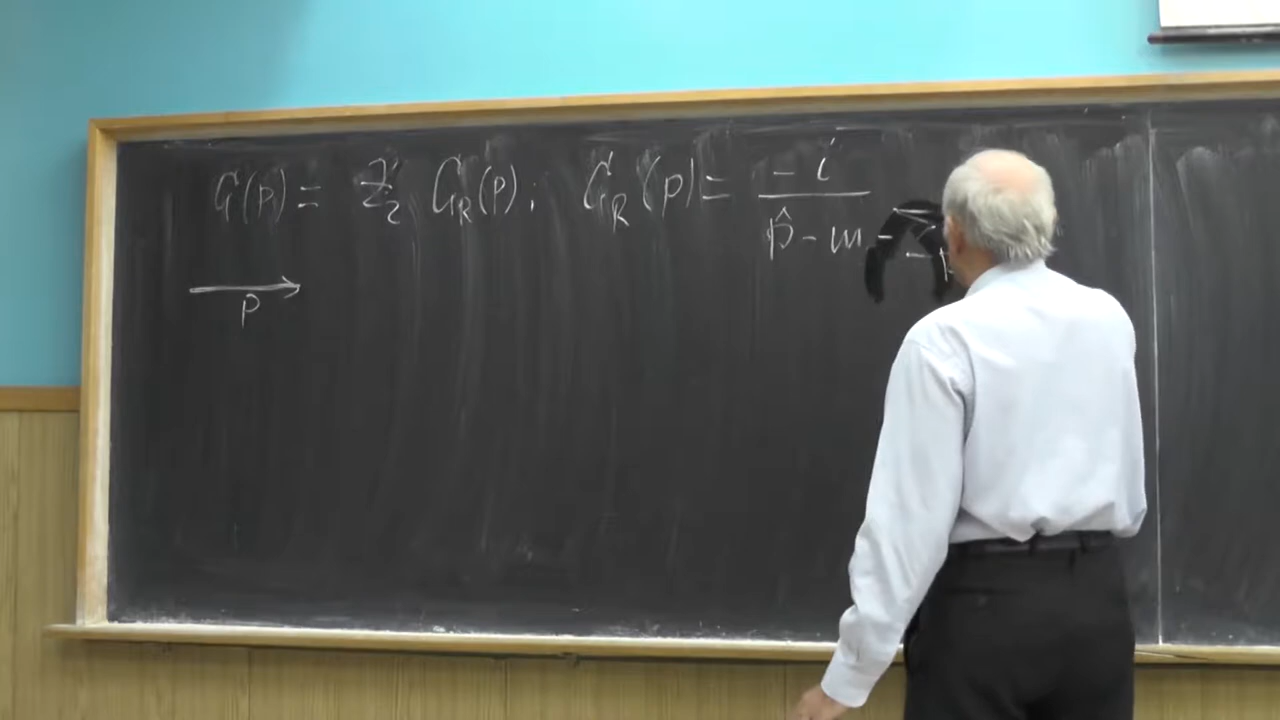 G(p) = Z₂ G_R(p); G_R(p) = -i / (p̂ - m - Σ
p